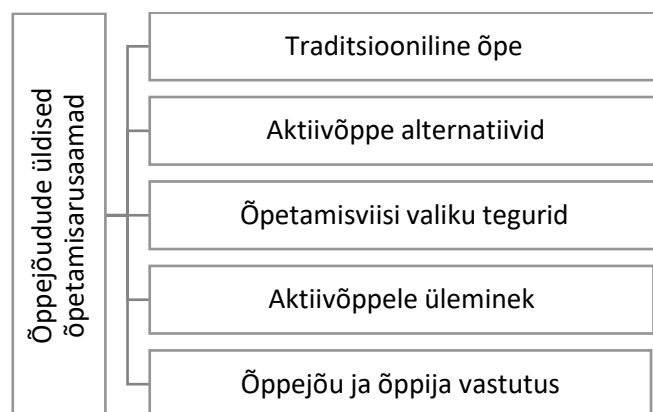 Õppejõudude üldised
õpetamisarusaamad
Traditsiooniline õpe
Aktiivõppe alternatiivid
Õpetamisviisi valiku tegurid
Aktiivõppele üleminek
Õppejõu ja õppija vastutus